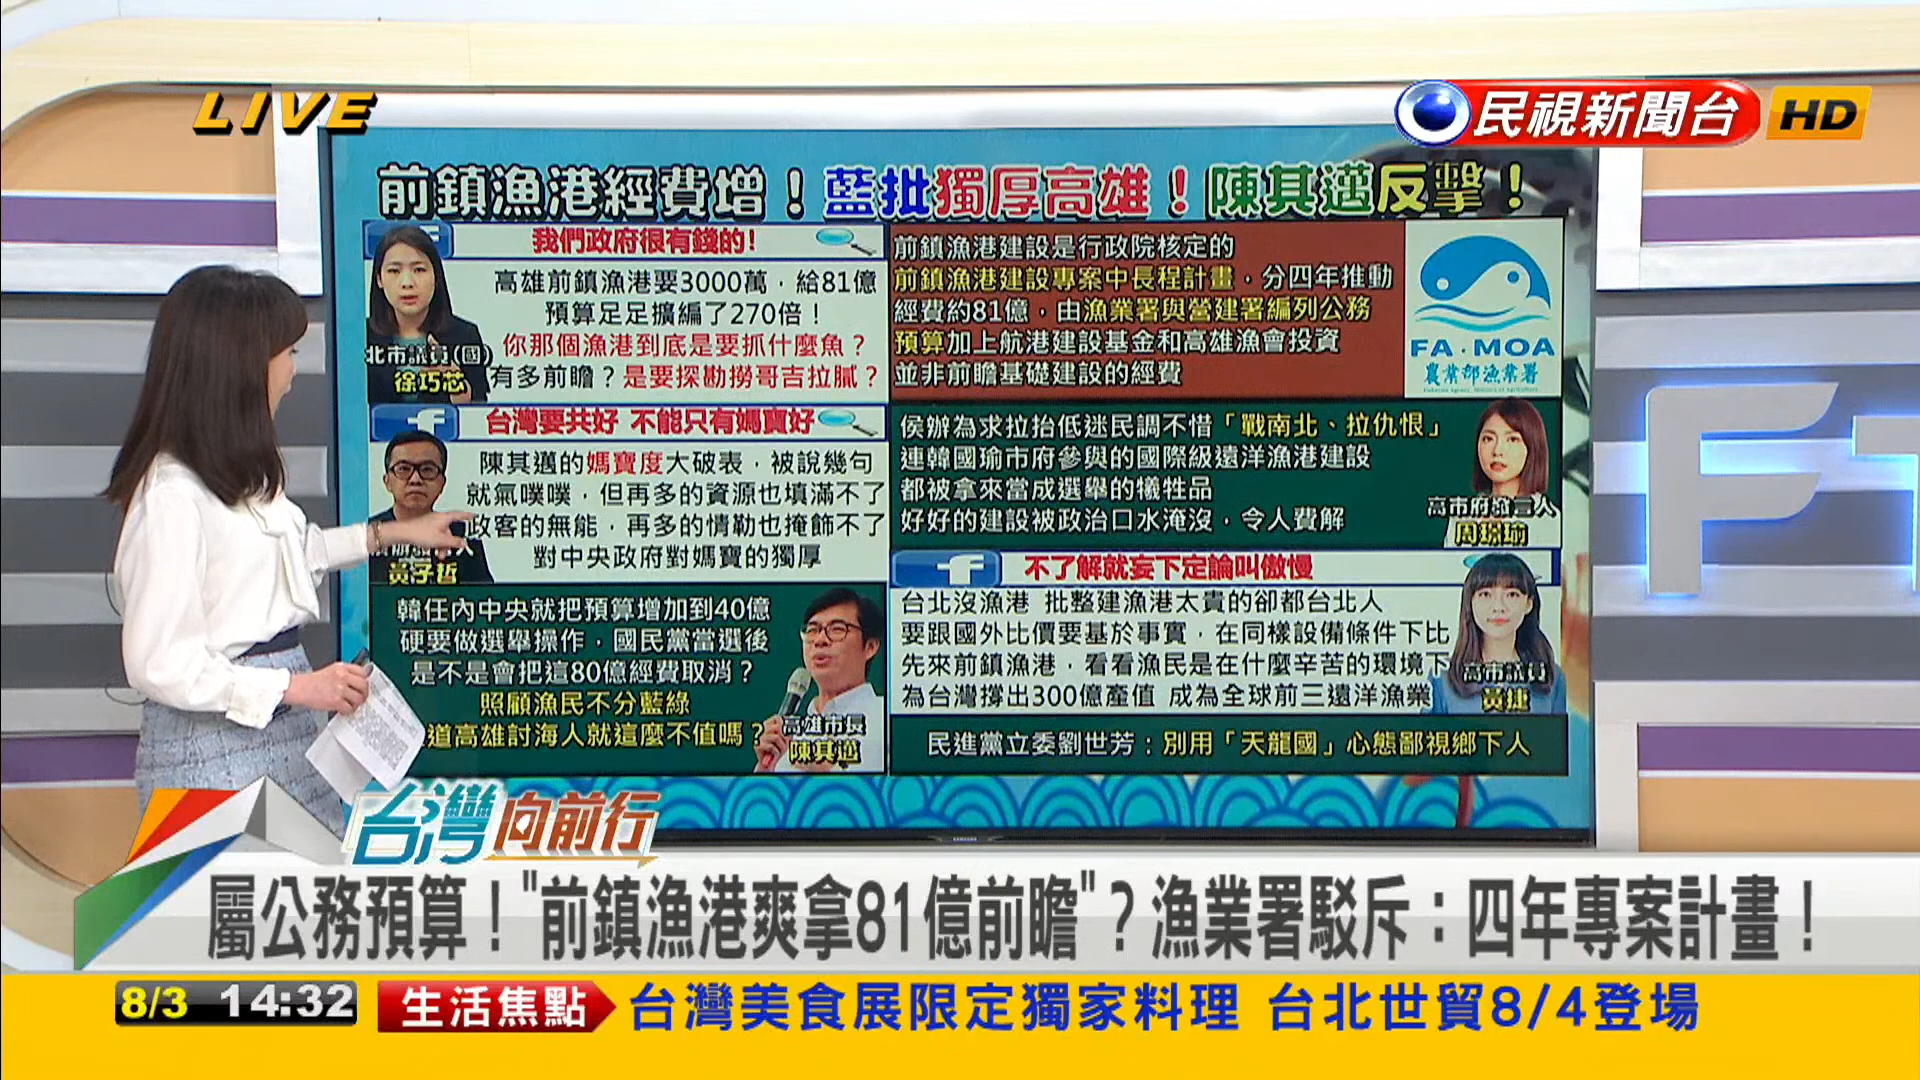 LIVE
民視新聞台 HD
前鎮漁港經費增！藍批獨厚高雄！陳其邁反擊！
我們政府很有錢的！
高雄前鎮漁港要3000萬，給81億
預算足足擴編了270倍！
你那個漁港到底是要抓什麼魚？
有多前瞻？是要探勘撈哥吉拉膩？
北市議員(國)
徐巧芯
台灣要共好 不能只有媽寶好
陳其邁的媽寶度大破表，被說幾句
就氣噗噗，但再多的資源也填滿不了
政客的無能，再多的情勒也掩飾不了
對中央政府對媽寶的獨厚
黃子哲
韓任內中央就把預算增加到40億
硬要做選舉操作，國民黨當選後
是不是會把這80億經費取消？
照顧漁民不分藍綠
道高雄討海人就這麼不值嗎？
高雄市長
陳其邁
前鎮漁港建設是行政院核定的
前鎮漁港建設專案中長程計畫，分四年推動
經費約81億，由漁業署與營建署編列公務
預算加上航港建設基金和高雄漁會投資
並非前瞻基礎建設的經費
FA·MOA
農業部漁業署
侯辦為求拉抬低迷民調不惜「戰南北、拉仇恨」
連韓國瑜市府參與的國際級遠洋漁港建設
都被拿來當成選舉的犧牲品
好好的建設被政治口水淹沒，令人費解
高市府發言人
周琼瑜
不了解就妄下定論叫傲慢
台北沒漁港 批整建漁港太貴的卻都台北人
要跟國外比價要基於事實，在同樣設備條件下比
先來前鎮漁港，看看漁民是在什麼辛苦的環境下
為台灣撐出300億產值 成為全球前三遠洋漁業
高市議員
黃捷
民進黨立委劉世芳：別用「天龍國」心態鄙視鄉下人
FT
台灣向前行
屬公務預算！"前鎮漁港爽拿81億前瞻"？漁業署駁斥：四年專案計畫！
8/3 14:32 生活焦點 台灣美食展限定獨家料理 台北世貿8/4登場